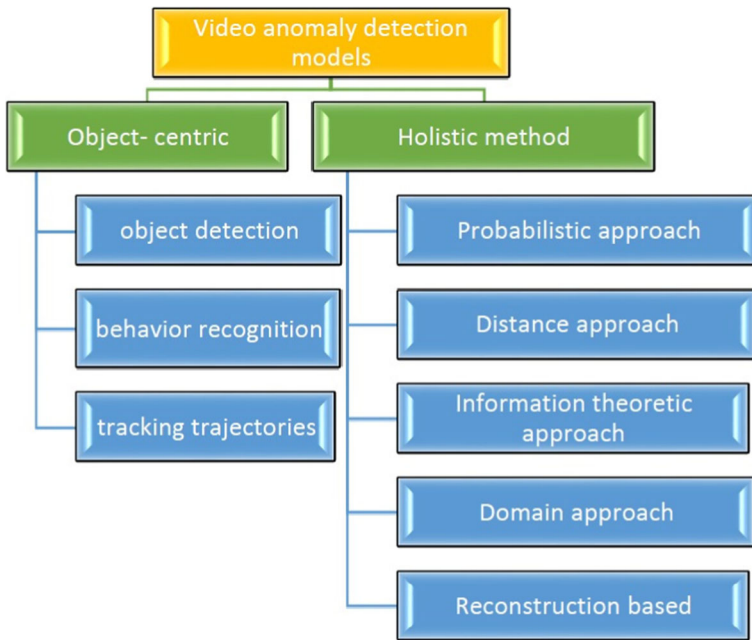 Video anomaly detection
models
Object- centric
Holistic method
object detection
behavior recognition
tracking trajectories
Probabilistic approach
Distance approach
Information theoretic
approach
Domain approach
Reconstruction based